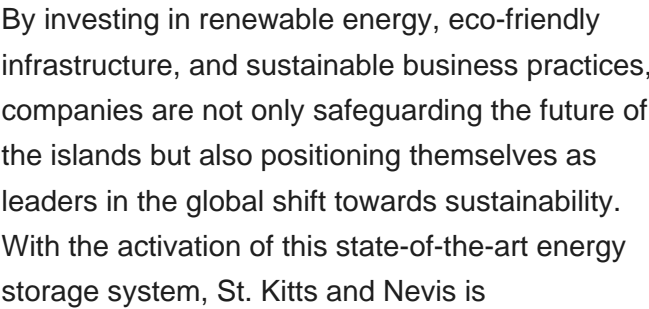 By investing in renewable energy, eco-friendly
infrastructure, and sustainable business practices,
companies are not only safeguarding the future of
the islands but also positioning themselves as
leaders in the global shift towards sustainability.
With the activation of this state-of-the-art energy
storage system, St. Kitts and Nevis is